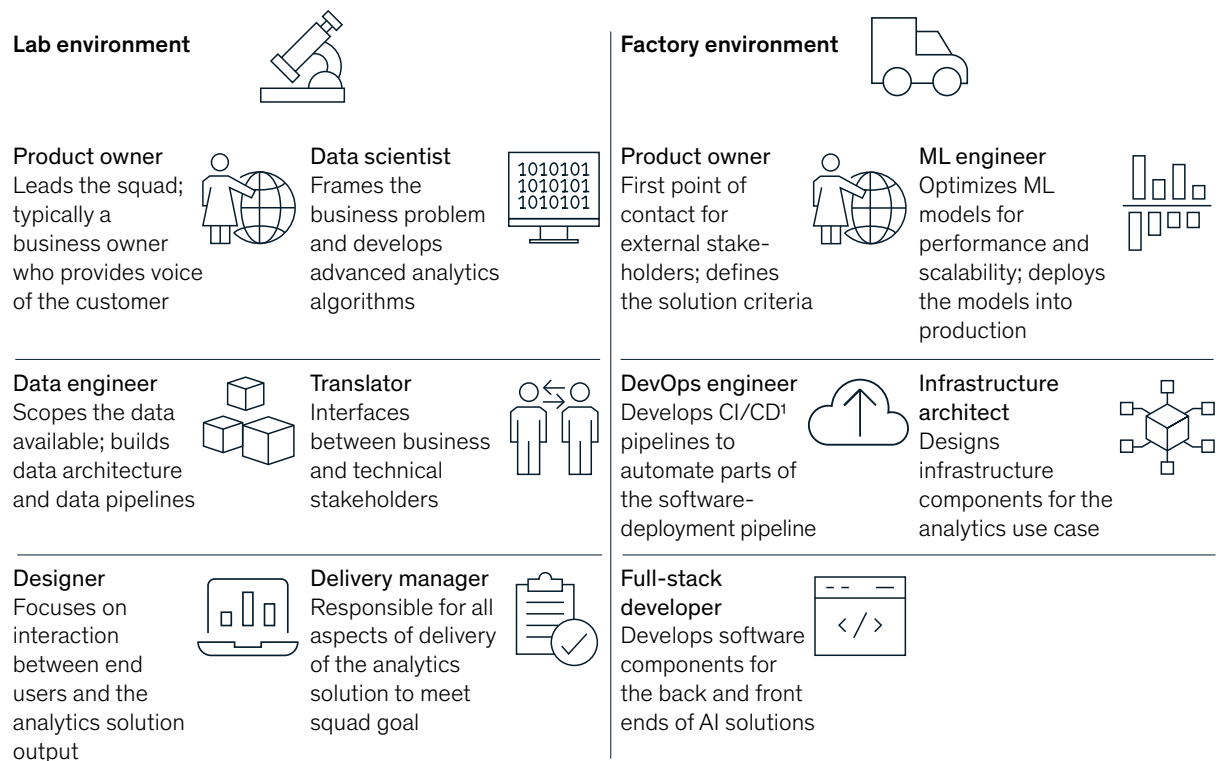 Lab environment
Product owner
Leads the squad;
typically a
business owner
who provides voice
of the customer
Data scientist
Frames the
business problem
and develops
advanced analytics
algorithms
1010101
1010101
1010101
Data engineer
Scopes the data
available; builds
data architecture
and data pipelines
Translator
Interfaces
between business
and technical
stakeholders
Designer
Focuses on
interaction
between end
users and the
analytics solution
output
Delivery manager
Responsible for all
aspects of delivery
of the analytics
solution to meet
squad goal
Factory environment
Product owner
First point of
contact for
external stake-
holders; defines
the solution criteria
ML engineer
Optimizes ML
models for
performance and
scalability; deploys
the models into
production
DevOps engineer
Develops CI/CD¹
pipelines to
automate parts of
the software-
deployment pipeline
Infrastructure
architect
Designs
infrastructure
components for the
analytics use case
Full-stack
developer
Develops software
components for
the back and front
ends of AI solutions
</>